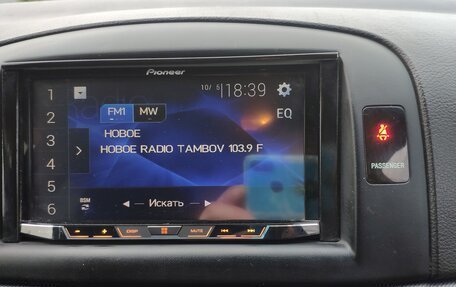 Pioneer
10/ 5 18:39
1
2
3
4
5
6
FM1 MW
EQ
НОВОЕ
НОВОЕ RADIO TAMBOV 103.9 F
BSM
Искать
DISP
MUTE
PASSENGER